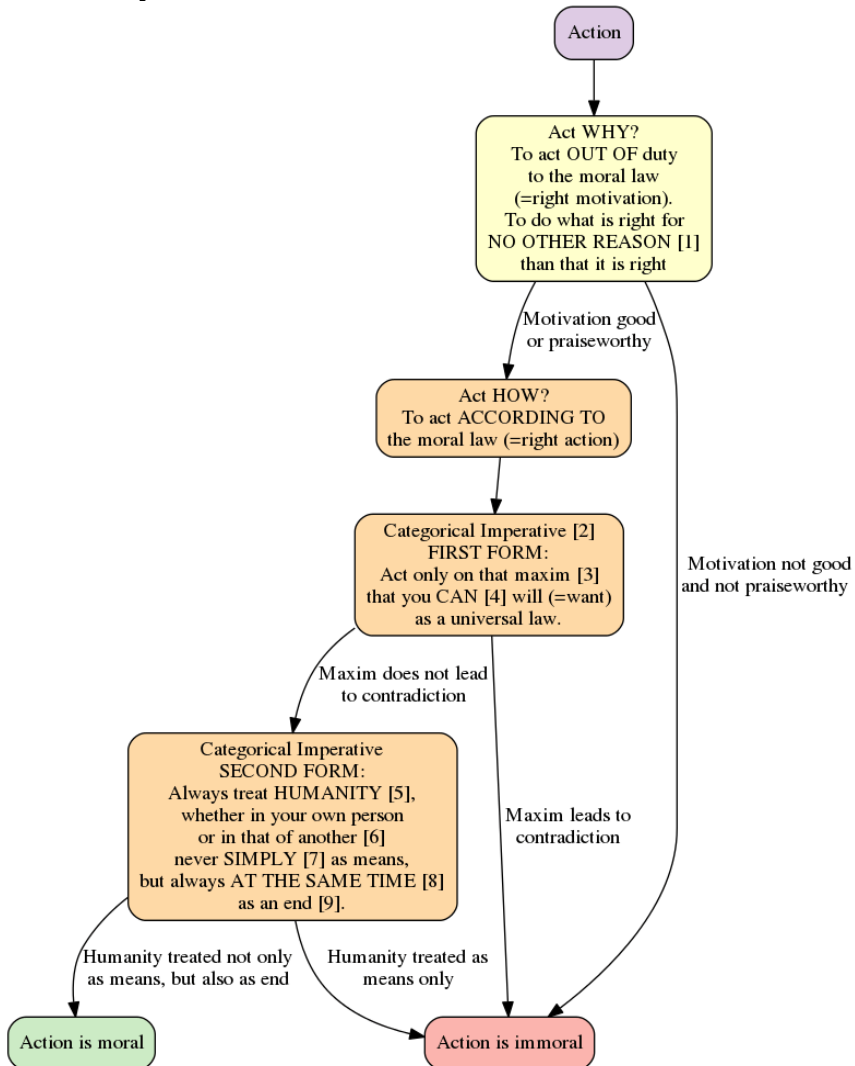 Action
Act WHY?
To act OUT OF duty
to the moral law
(=right motivation).
To do what is right for
NO OTHER REASON [1]
than that it is right
Motivation good
or praiseworthy
Act HOW?
To act ACCORDING TO
the moral law (=right action)
Categorical Imperative [2]
FIRST FORM:
Act only on that maxim [3]
that you CAN [4] will (=want)
as a universal law.
Motivation not good
and not praiseworthy
Maxim does not lead
to contradiction
Categorical Imperative
SECOND FORM:
Always treat HUMANITY [5],
whether in your own person
or in that of another [6]
never SIMPLY [7] as means,
but always AT THE SAME TIME [8]
as an end [9].
Maxim leads to
contradiction
Humanity treated not only
as means, but also as end
Humanity treated as
means only
Action is moral
Action is immoral